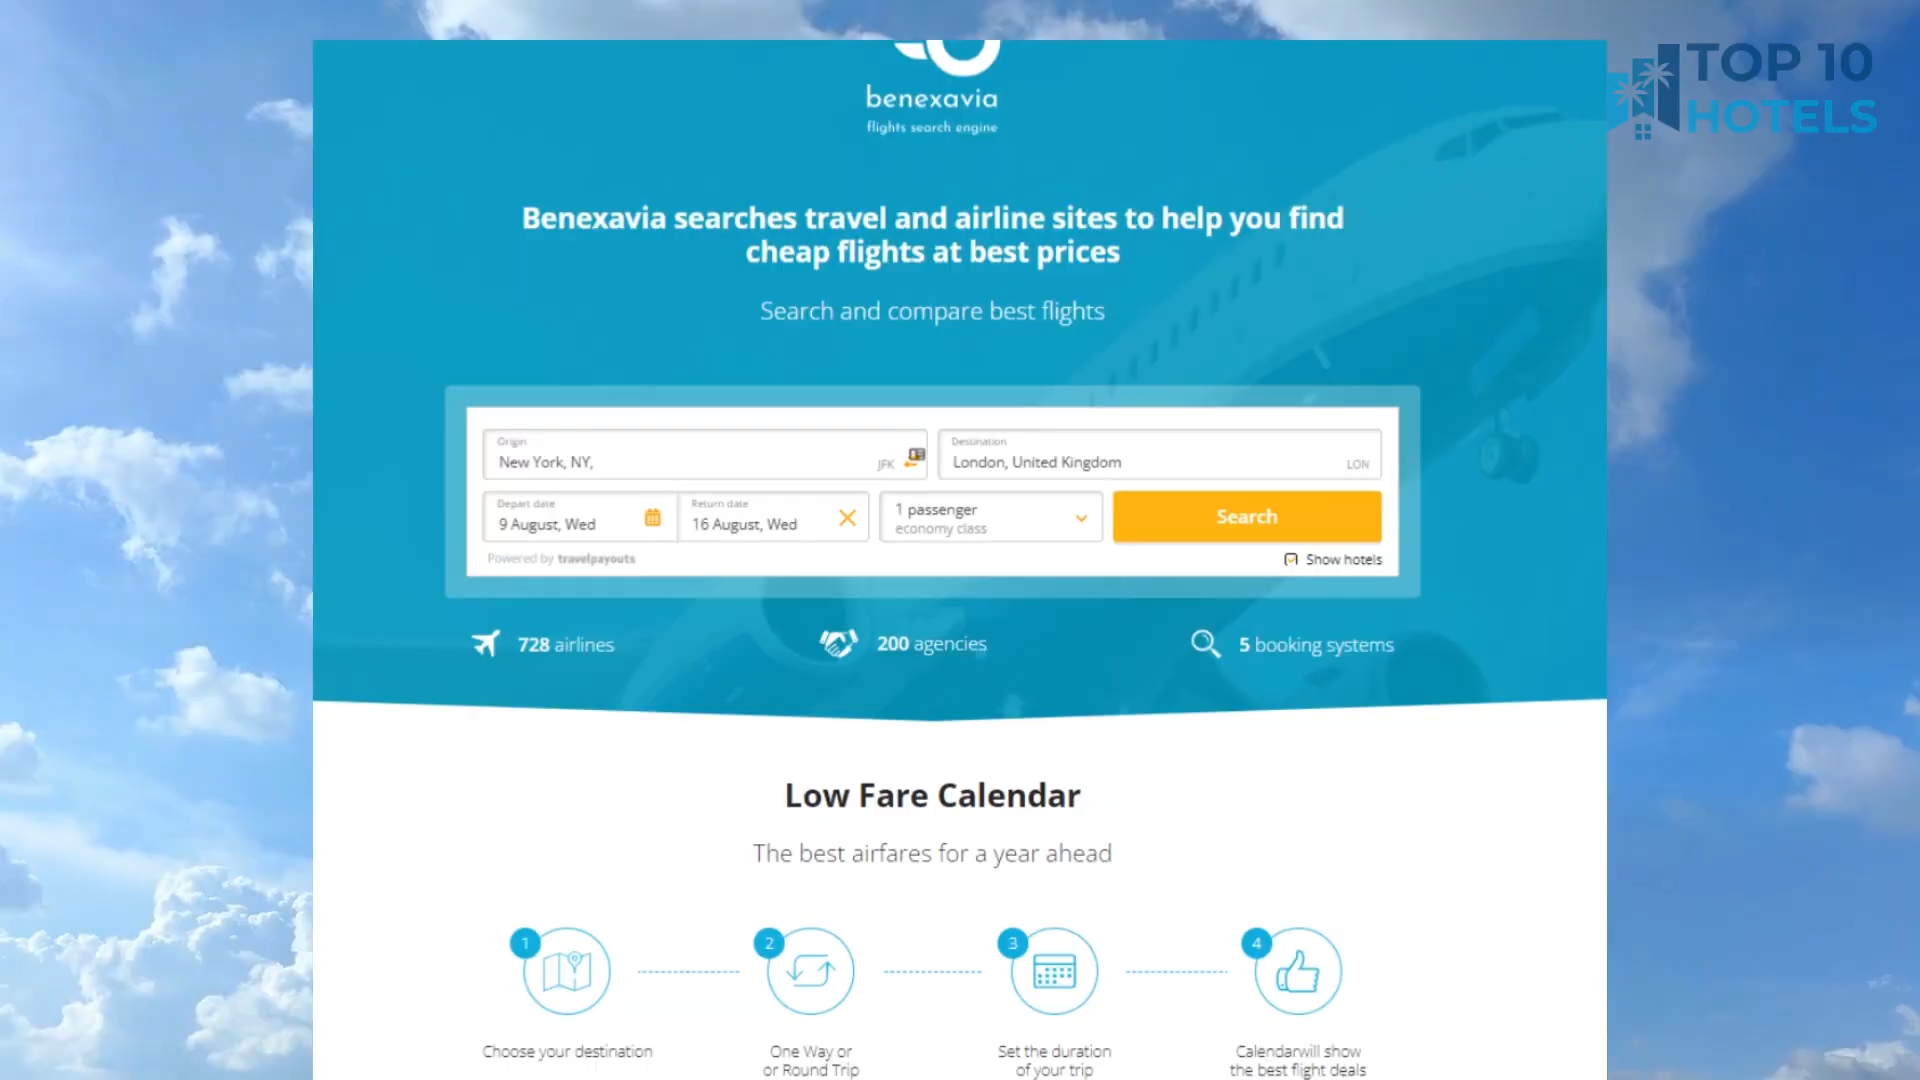 TOP 10
HOTELS
benexavia
flights search engine
Benexavia searches travel and airline sites to help you find
cheap flights at best prices
Search and compare best flights
Origin
New York, NY,
JFK
Destination
London, United Kingdom
LON
Depart date
9 August, Wed
Return date
16 August, Wed
1 passenger
economy class
Search
Powered by travelpayouts
Show hotels
728 airlines
200 agencies
5 booking systems
Low Fare Calendar
The best airfares for a year ahead
1
2
3
4
Choose your destination
One Way or
or Round Trip
Set the duration
of your trip
Calendarwill show
the best flight deals